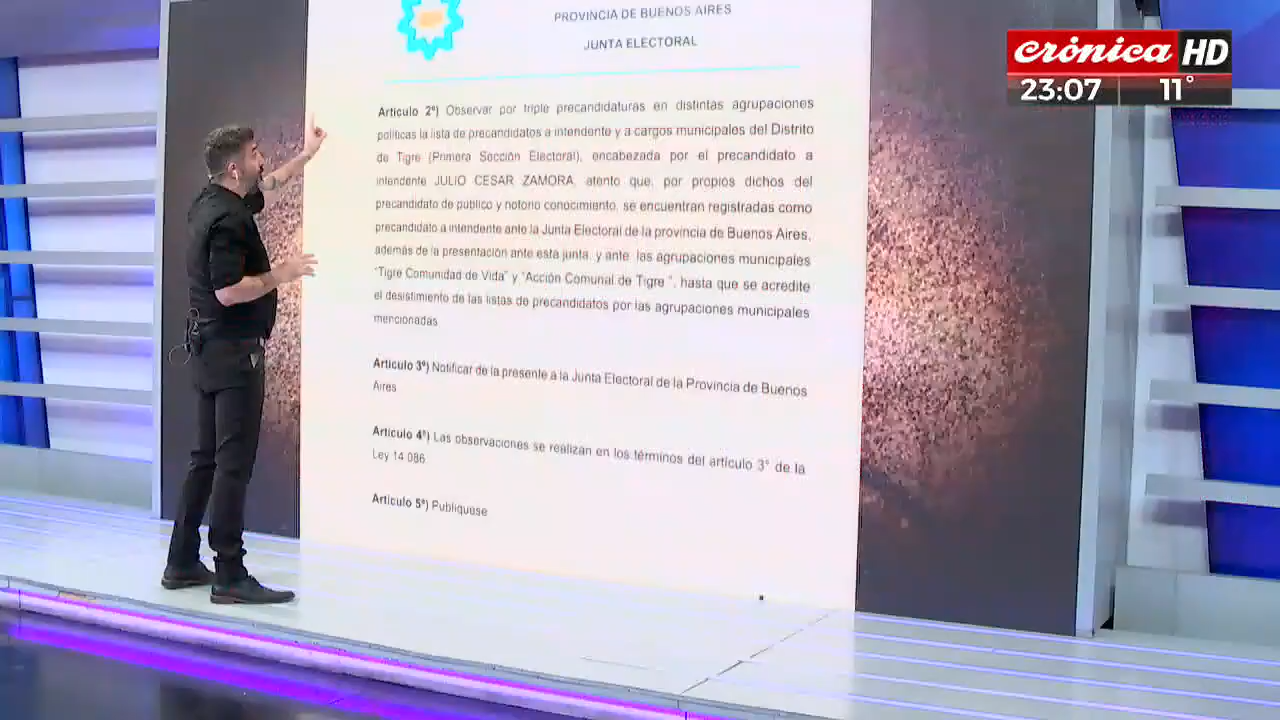 PROVINCIA DE BUENOS AIRES
JUNTA ELECTORAL
crónica HD
23:07 11°
Artículo 2º) Observar por triple precandidaturas en distintas agrupaciones
políticas la lista de precandidatos a intendente y a cargos municipales del Distrito
de Tigre (Primera Sección Electoral), encabezada por el precandidato a
intendente JULIO CESAR ZAMORA, atento que, por propios dichos del
precandidato de público y notorio conocimiento, se encuentran registradas como
precandidato a intendente ante la Junta Electoral de la provincia de Buenos Aires,
además de la presentación ante esta junta, y ante las agrupaciones municipales
"Tigre Comunidad de Vida" y "Acción Comunal de Tigre ", hasta que se acredite
el desistimiento de las listas de precandidatos por las agrupaciones municipales
mencionadas
Artículo 3º) Notificar de la presente a la Junta Electoral de la Provincia de Buenos
Aires
Artículo 4º) Las observaciones se realizan en los términos del artículo 3° de la
Ley 14 086
Artículo 5º) Publiquese